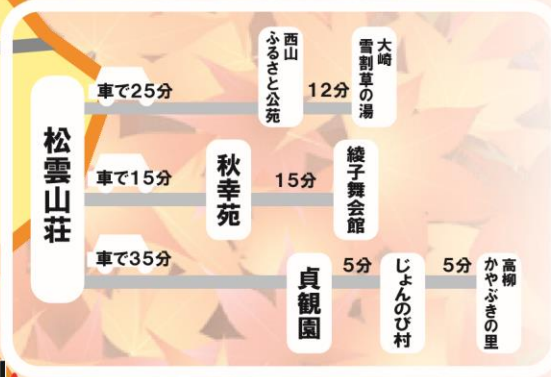 松雲山荘
車で25分
西山
ふるさと公苑
12分
大崎
雪割草の湯
車で15分
秋幸苑
15分
綾子舞会館
車で35分
貞観園
5分
じょんのび村
5分
高柳
かやぶきの里